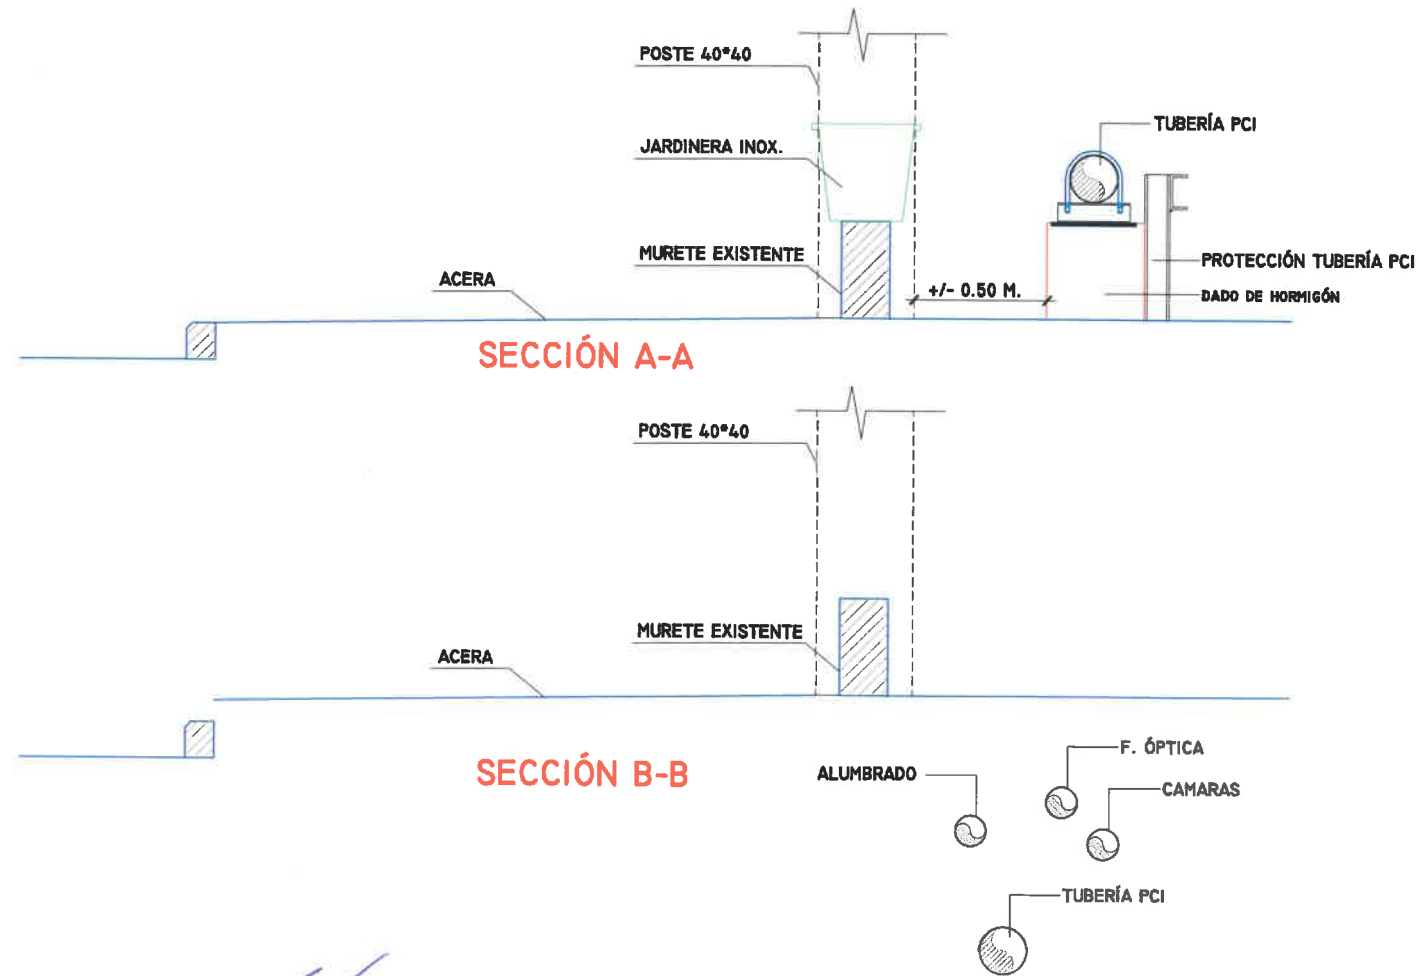 POSTE 40*40
TUBERÍA PCI
JARDINERA INOX.
MURETE EXISTENTE
PROTECCIÓN TUBERÍA PCI
ACERA
+/- 0.50 M.
DADO DE HORMIGÓN
SECCIÓN A-A
POSTE 40*40
MURETE EXISTENTE
ACERA
F. ÓPTICA
SECCIÓN B-B
ALUMBRADO
CAMARAS
TUBERÍA PCI